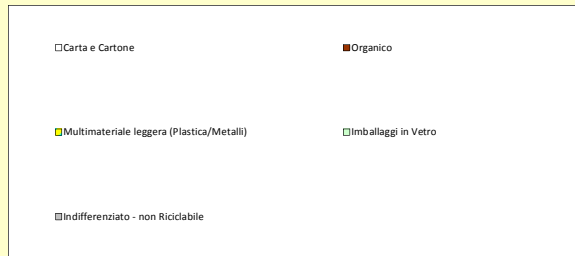 Carta e Cartone
Organico
Multimateriale leggera (Plastica/Metalli)
Imballaggi in Vetro
Indifferenziato - non Riciclabile